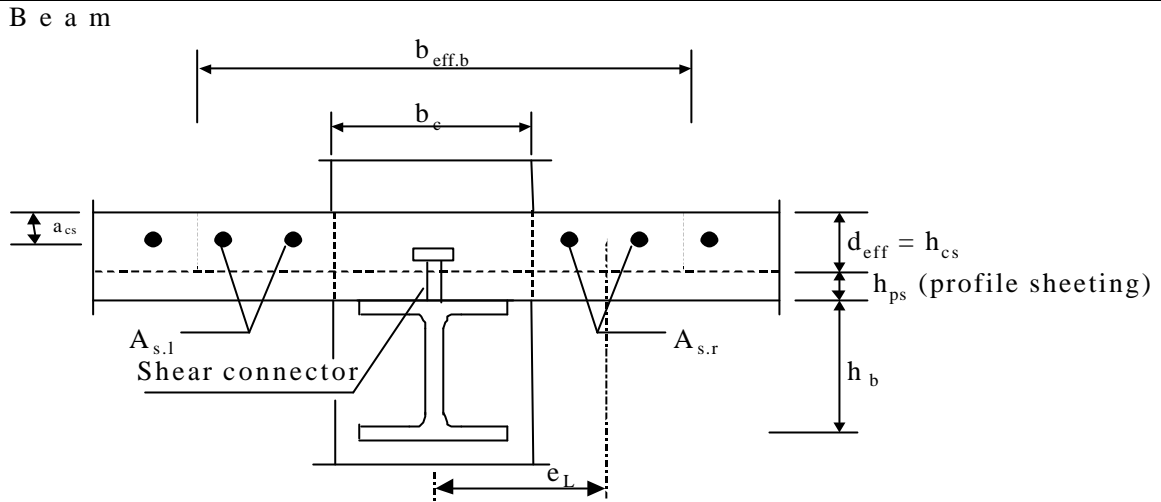 Beam
b_eff.b
b_c
a_cs
d_eff = h_cs
h_ps (profile sheeting)
A_s.l
A_s.r
Shear connector
h_b
e_L